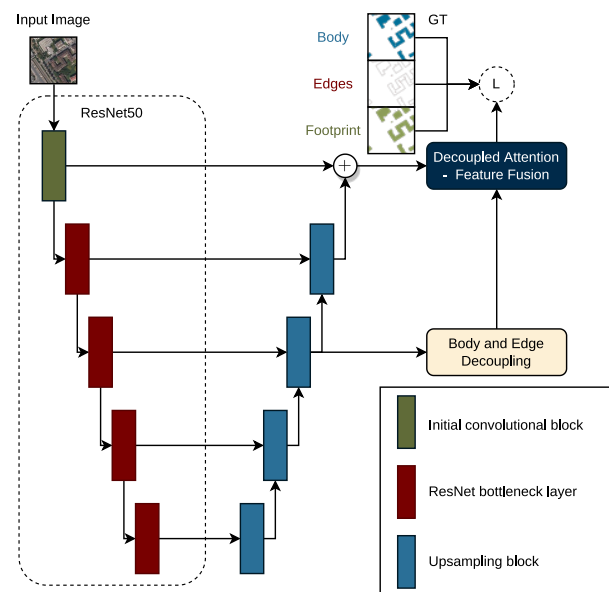 Input Image
GT
Body
Edges
Footprint
L
ResNet50
Decoupled Attention
- Feature Fusion
Body and Edge
Decoupling
Initial convolutional block
ResNet bottleneck layer
Upsampling block